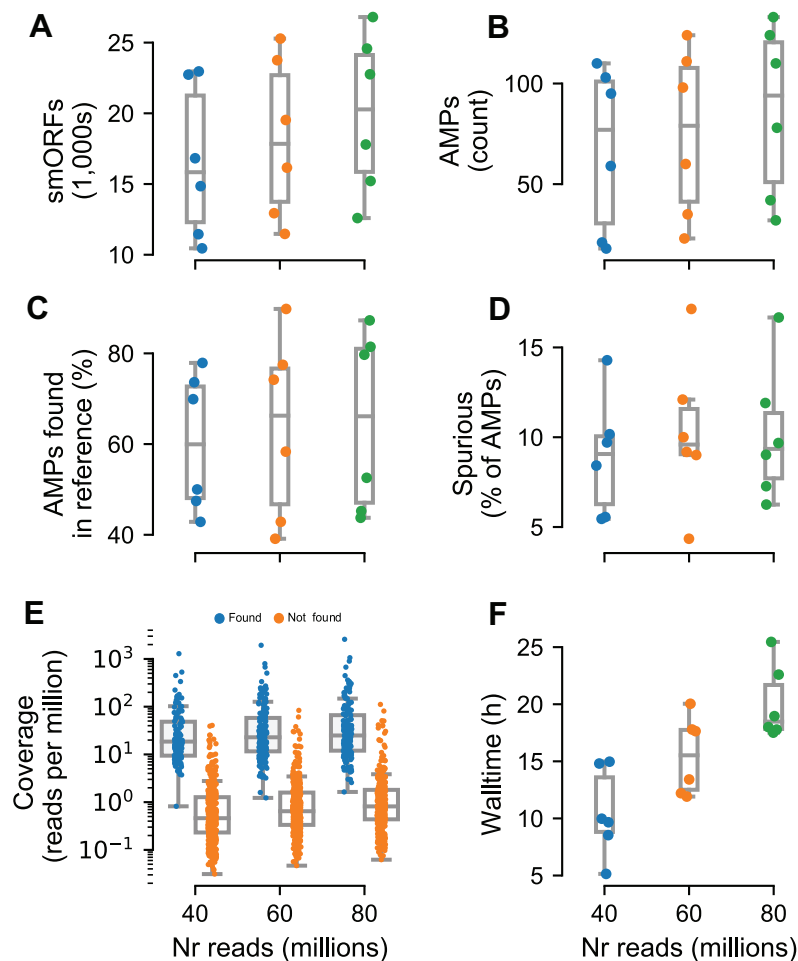 A
smORFs
(1,000s)
25
20
15
10
B
AMPs
(count)
100
50
C
AMPs found
in reference (%)
80
60
40
D
Spurious
(% of AMPs)
15
10
5
E
Found Not found
Coverage
(reads per million)
10³
10²
10¹
10⁰
10⁻¹
40 60 80
Nr reads (millions)
F
Walltime (h)
25
20
15
10
5
40 60 80
Nr reads (millions)